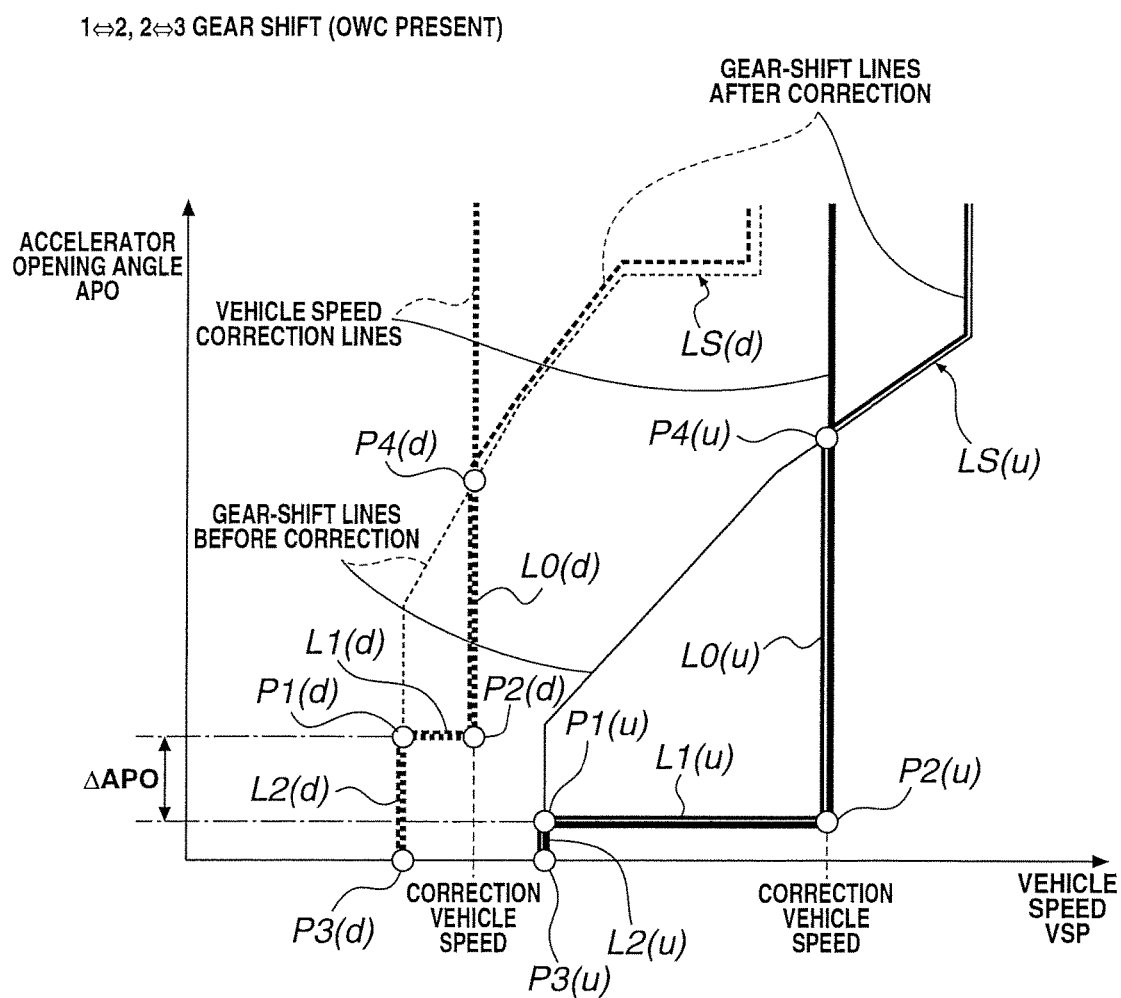 1⇔2, 2⇔3 GEAR SHIFT (OWC PRESENT)
GEAR-SHIFT LINES
AFTER CORRECTION
ACCELERATOR
OPENING ANGLE
APO
VEHICLE SPEED
CORRECTION LINES
LS(d)
P4(d)
P4(u)
LS(u)
GEAR-SHIFT LINES
BEFORE CORRECTION
L0(d)
L1(d)
L0(u)
P1(d)
P2(d)
P1(u)
L1(u)
P2(u)
ΔAPO
L2(d)
P3(d)
CORRECTION
VEHICLE
SPEED
L2(u)
P3(u)
CORRECTION
VEHICLE
SPEED
VEHICLE
SPEED
VSP